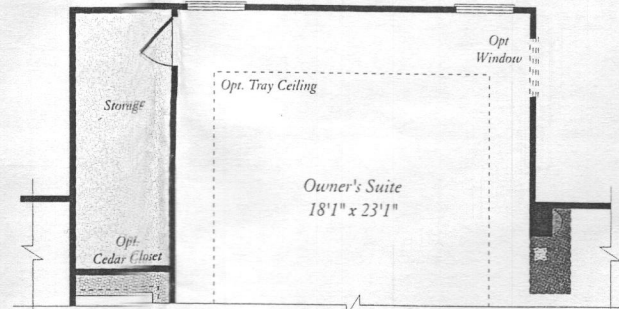 Opt
Window
Opt. Tray Ceiling
Storage
Owner's Suite
18'1" x 23'1"
Opt.
Cedar Closet